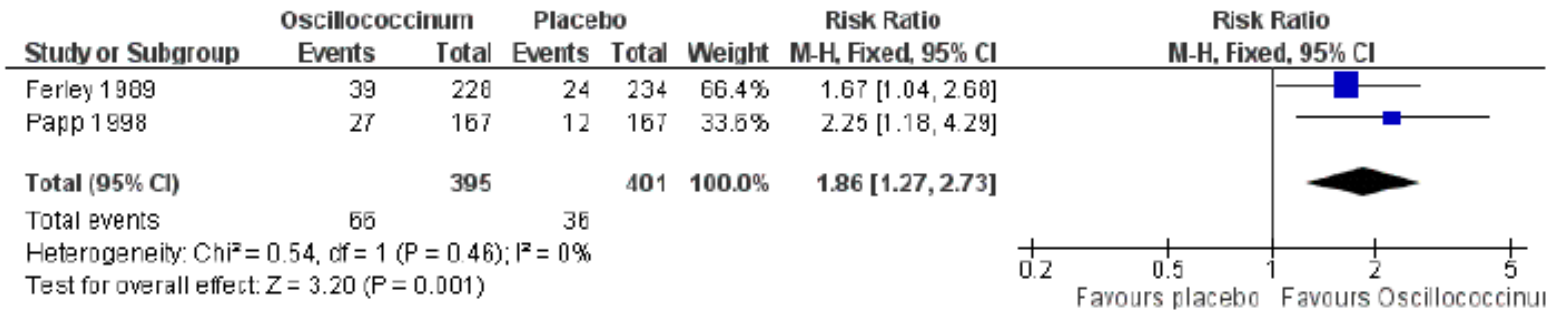 Oscillococcinum Placebo Risk Ratio Risk Ratio
Study or Subgroup Events Total Events Total Weight M-H, Fixed, 95% CI M-H, Fixed, 95% CI
Ferley 1989 39 228 24 234 66.4% 1.67 [1.04, 2.68]
Papp 1998 27 167 12 167 33.6% 2.25 [1.18, 4.29]
Total (95% CI) 395 401 100.0% 1.86 [1.27, 2.73]
Total events 66 36
Heterogeneity: Chi² = 0.54, df = 1 (P = 0.46); I² = 0%
Test for overall effect: Z = 3.20 (P = 0.001)
0.2 0.5 1 2 5
Favours placebo Favours Oscillococcinu